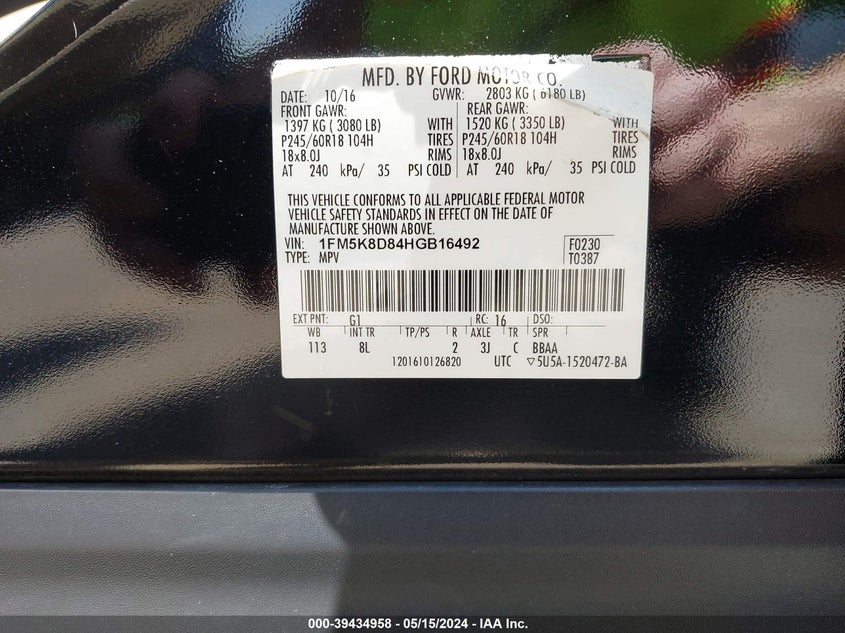 MFD. BY FORD MOTOR CO.
DATE: 10/16 GVWR: 2803 KG ( 6180 LB)
FRONT GAWR: REAR GAWR:
1397 KG ( 3080 LB) WITH 1520 KG ( 3350 LB) WITH
P245/60R18 104H TIRES P245/60R18 104H TIRES
18x8.0J RIMS 18x8.0J RIMS
AT 240 kPa/ 35 PSI COLD AT 240 kPa/ 35 PSI COLD
THIS VEHICLE CONFORMS TO ALL APPLICABLE FEDERAL MOTOR
VEHICLE SAFETY STANDARDS IN EFFECT ON THE DATE OF
MANUFACTURE SHOWN ABOVE.
VIN: 1FM5K8D84HGB16492 F0230
TYPE: MPV T0387
EXT PNT: G1 RC: 16 DSO:
WB INT TR TP/PS R AXLE TR SPR
113 8L 2 3J C BBAA
1201610126820 UTC ▽5U5A-1520472-BA
000-39434958 - 05/15/2024 - IAA Inc.